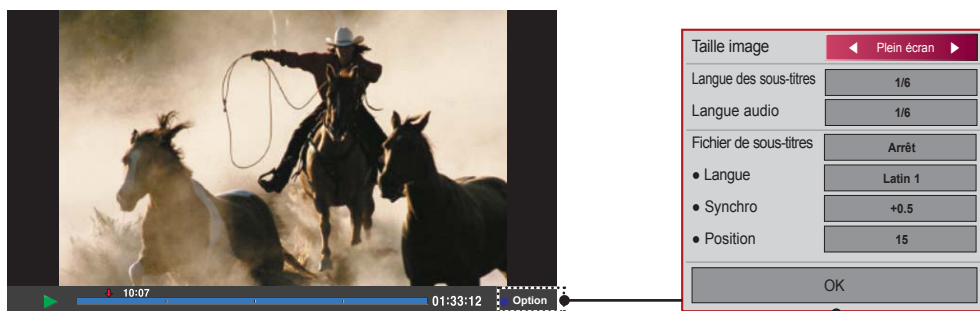 10:07
01:33:12
Option
Taille image
Plein écran
Langue des sous-titres
1/6
Langue audio
1/6
Fichier de sous-titres
Arrêt
● Langue
Latin 1
● Synchro
+0.5
● Position
15
OK